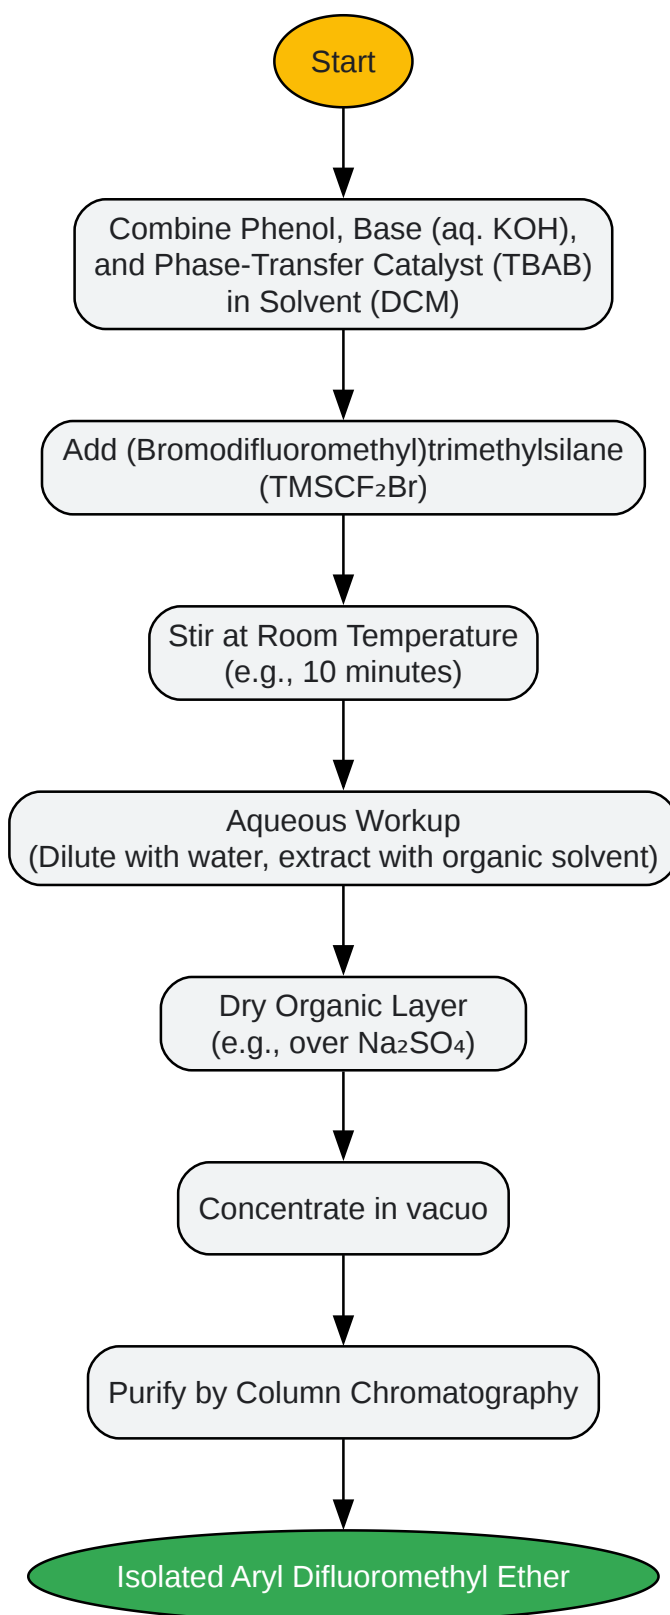 Start
Combine Phenol, Base (aq. KOH),
and Phase-Transfer Catalyst (TBAB)
in Solvent (DCM)
Add (Bromodifluoromethyl)trimethylsilane
(TMSCF₂Br)
Stir at Room Temperature
(e.g., 10 minutes)
Aqueous Workup
(Dilute with water, extract with organic solvent)
Dry Organic Layer
(e.g., over Na₂SO₄)
Concentrate in vacuo
Purify by Column Chromatography
Isolated Aryl Difluoromethyl Ether